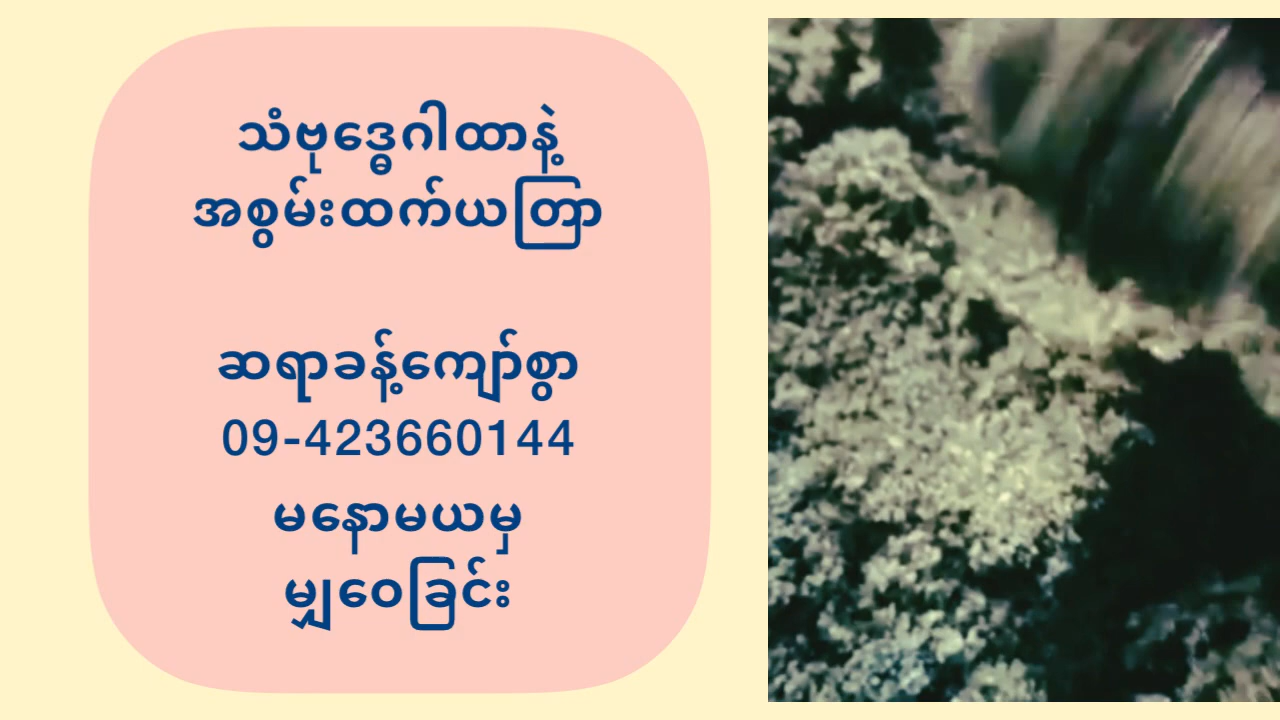 သံဗုဒ္ဓေဂါထာနဲ့
အစွမ်းထက်ယတြာ
ဆရာခန့်ကျော်စွာ
09-423660144
မနောမယမှ
မျှဝေခြင်း